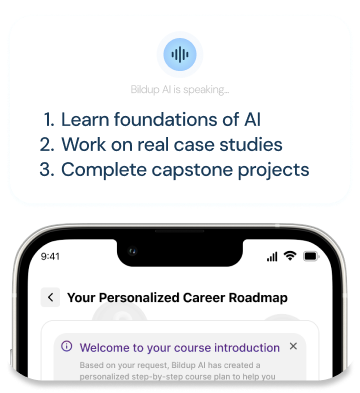 Bildup AI is speaking...
1. Learn foundations of AI
2. Work on real case studies
3. Complete capstone projects
9:41
Your Personalized Career Roadmap
Welcome to your course introduction
Based on your request, Bildup AI has created a
personalized step-by-step course plan to help you